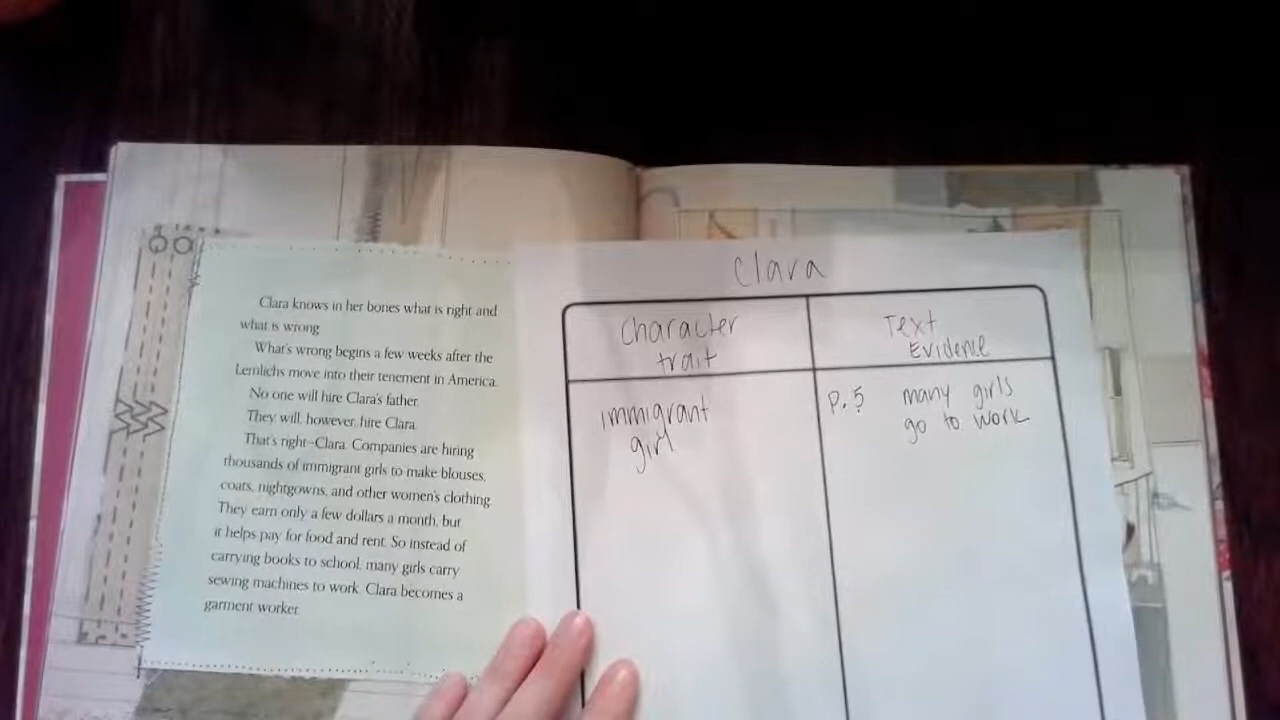 Clara knows in her bones what is right and
what is wrong
What's wrong begins a few weeks after the
Lemlichs move into their tenement in America.
No one will hire Clara's father.
They will, however, hire Clara.
That's right–Clara. Companies are hiring
thousands of immigrant girls to make blouses,
coats, nightgowns, and other women's clothing.
They earn only a few dollars a month, but
it helps pay for food and rent. So instead of
carrying books to school, many girls carry
sewing machines to work. Clara becomes a
garment worker.
Clara
Character
trait
Text
Evidence
immigrant
girl
p. 5 many girls
go to work